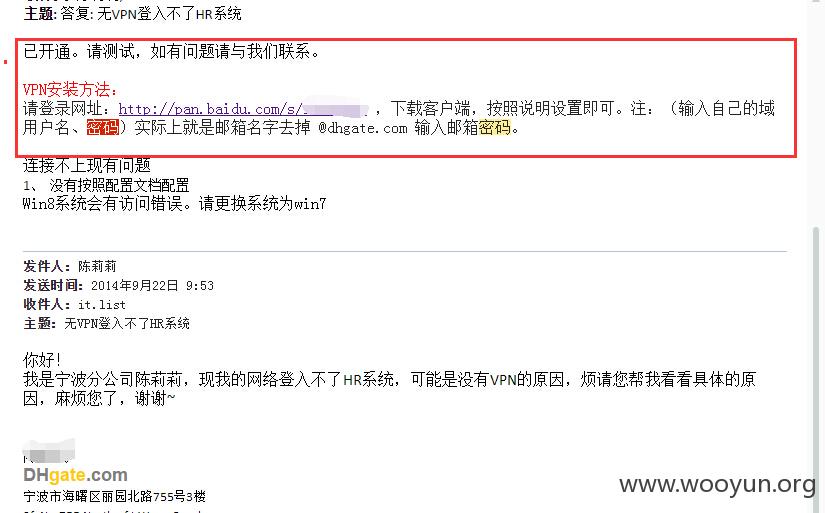 主题: 答复: 无VPN登入不了HR系统
已开通。请测试，如有问题请与我们联系。
VPN安装方法：
请登录网址：http://pan.baidu.com/s/ ，下载客户端，按照说明设置即可。注：（输入自己的域
用户名、密码）实际上就是邮箱名字去掉 @dhgate.com 输入邮箱密码。
连接不上现有问题
1、 没有按照配置文档配置
Win8系统会有访问错误。请更换系统为win7
发件人：陈莉莉
发送时间：2014年9月22日 9:53
收件人：it.list
主题：无VPN登入不了HR系统
你好！
我是宁波分公司陈莉莉，现我的网络登入不了HR系统，可能是没有VPN的原因，烦请您帮我看看具体的原
因，麻烦您了，谢谢~
DHgate.com
www.wooyun.org
宁波市海曙区丽园北路755号3楼